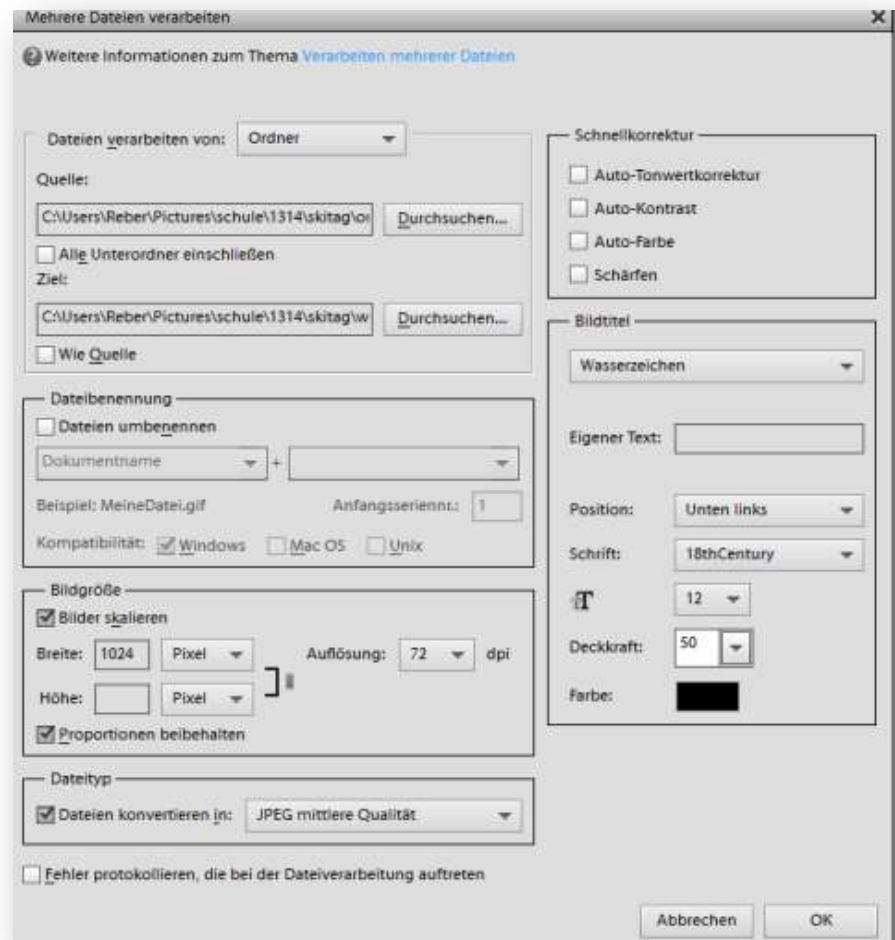 Mehrere Dateien verarbeiten
Weitere Informationen zum Thema Verarbeiten mehrerer Dateien
Dateien verarbeiten von: Ordner
Quelle:
C:\Users\Reber\Pictures\schule\1314\skitag\or Durchsuchen...
Alle Unterordner einschließen
Ziel:
C:\Users\Reber\Pictures\schule\1314\skitag\w Durchsuchen...
Wie Quelle
Dateibenennung
Dateien umbenennen
Dokumentname +
Beispiel: MeineDatei.gif Anfangsseriennr.: 1
Kompatibilität: Windows Mac OS Unix
Bildgröße
Bilder skalieren
Breite: 1024 Pixel Auflösung: 72 dpi
Höhe: Pixel
Proportionen beibehalten
Dateityp
Dateien konvertieren in: JPEG mittlere Qualität
Fehler protokollieren, die bei der Dateiverarbeitung auftreten
Schnellkorrektur
Auto-Tonwertkorrektur
Auto-Kontrast
Auto-Farbe
Schärfen
Bildtitel
Wasserzeichen
Eigener Text:
Position: Unten links
Schrift: 18thCentury
T 12
Deckkraft: 50
Farbe:
Abbrechen OK